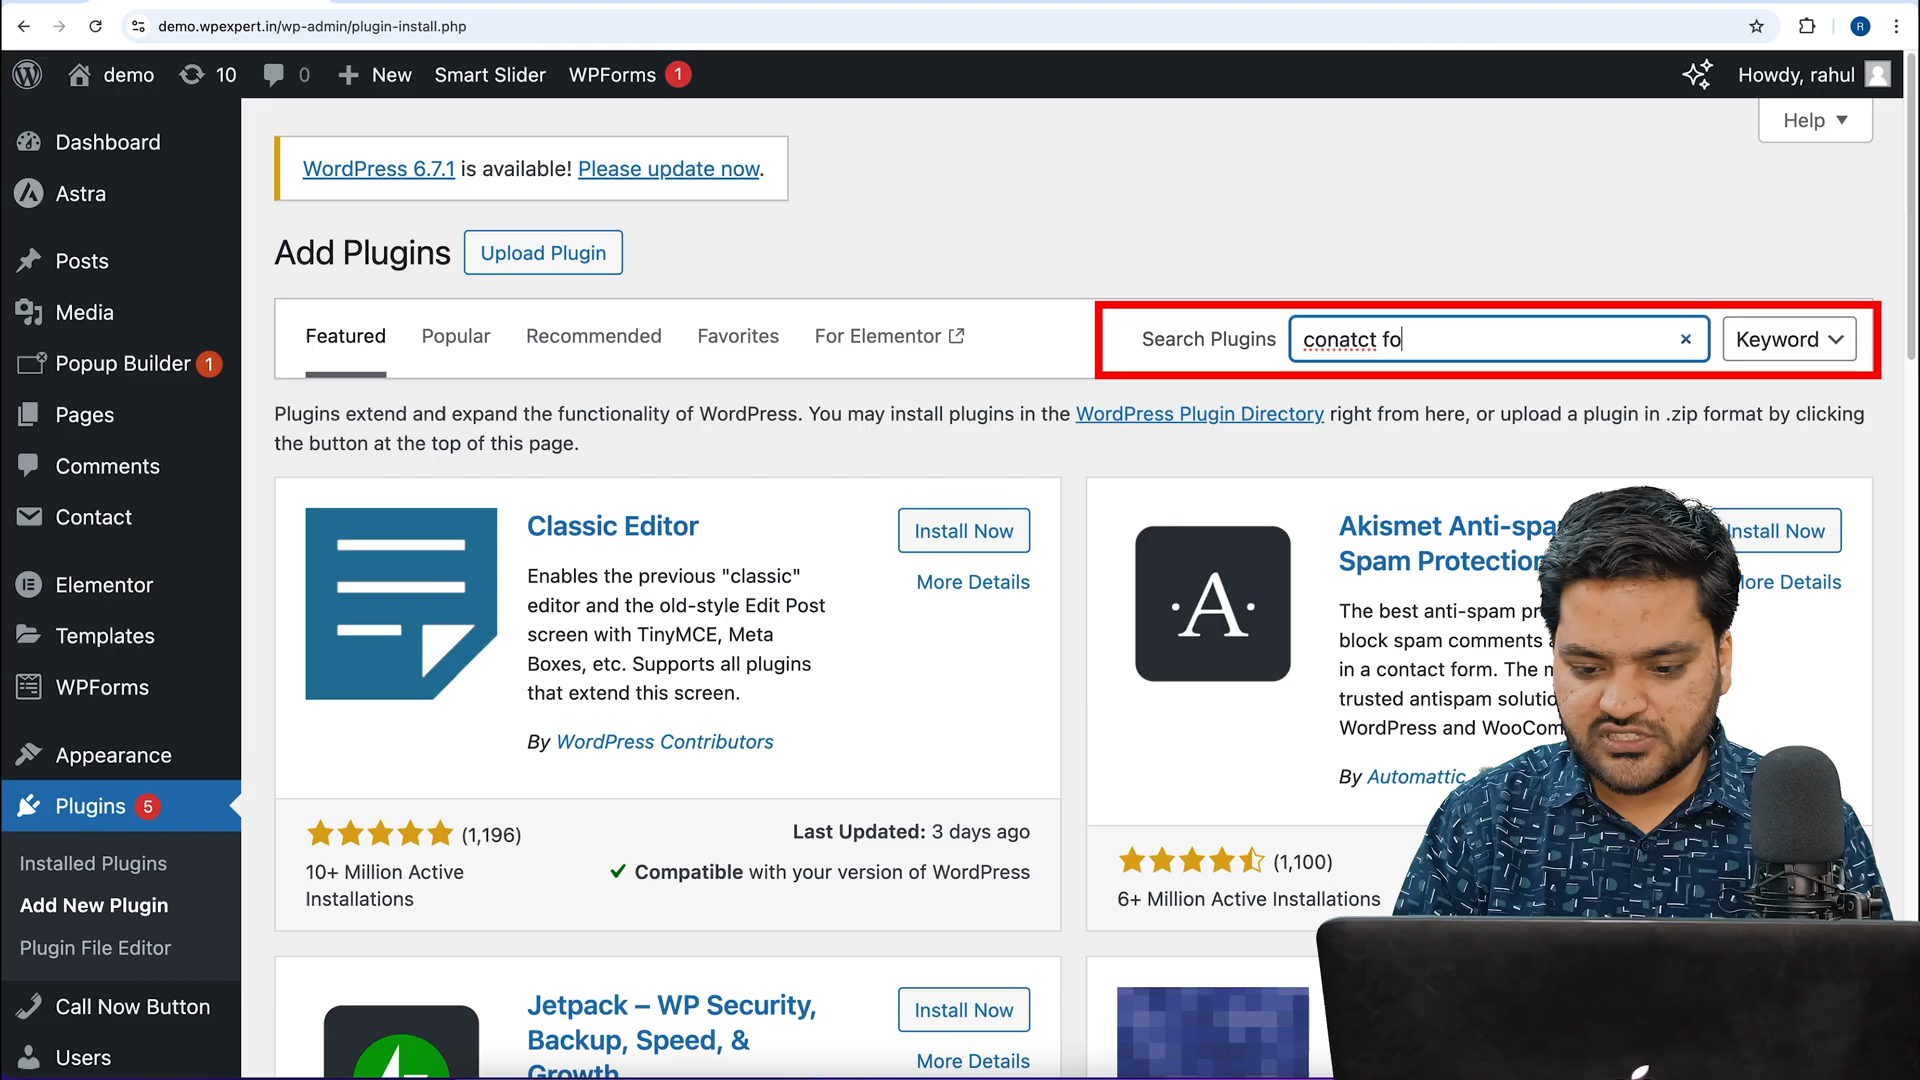 demo.wpexpert.in/wp-admin/plugin-install.php
R
demo 10 0 New Smart Slider WPForms 1 Howdy, rahul
Help
Dashboard
Astra
Posts
Media
Popup Builder 1
Pages
Comments
Contact
Elementor
Templates
WPForms
Appearance
Plugins 5
Installed Plugins
Add New Plugin
Plugin File Editor
Call Now Button
Users
WordPress 6.7.1 is available! Please update now.
Add Plugins Upload Plugin
Featured Popular Recommended Favorites For Elementor Search Plugins conatct fo Keyword
Plugins extend and expand the functionality of WordPress. You may install plugins in the WordPress Plugin Directory right from here, or upload a plugin in .zip format by clicking
the button at the top of this page.
Classic Editor
Install Now
More Details
Enables the previous "classic"
editor and the old-style Edit Post
screen with TinyMCE, Meta
Boxes, etc. Supports all plugins
that extend this screen.
By WordPress Contributors
(1,196)
10+ Million Active
Installations
Last Updated: 3 days ago
Compatible with your version of WordPress
·A·
Akismet Anti-spa
Spam Protection
Install Now
More Details
The best anti-spam pr
block spam comments
in a contact form. The m
trusted antispam solutio
WordPress and WooCom
By Automattic
(1,100)
6+ Million Active Installations
Jetpack – WP Security,
Backup, Speed, &
Growth
Install Now
More Details